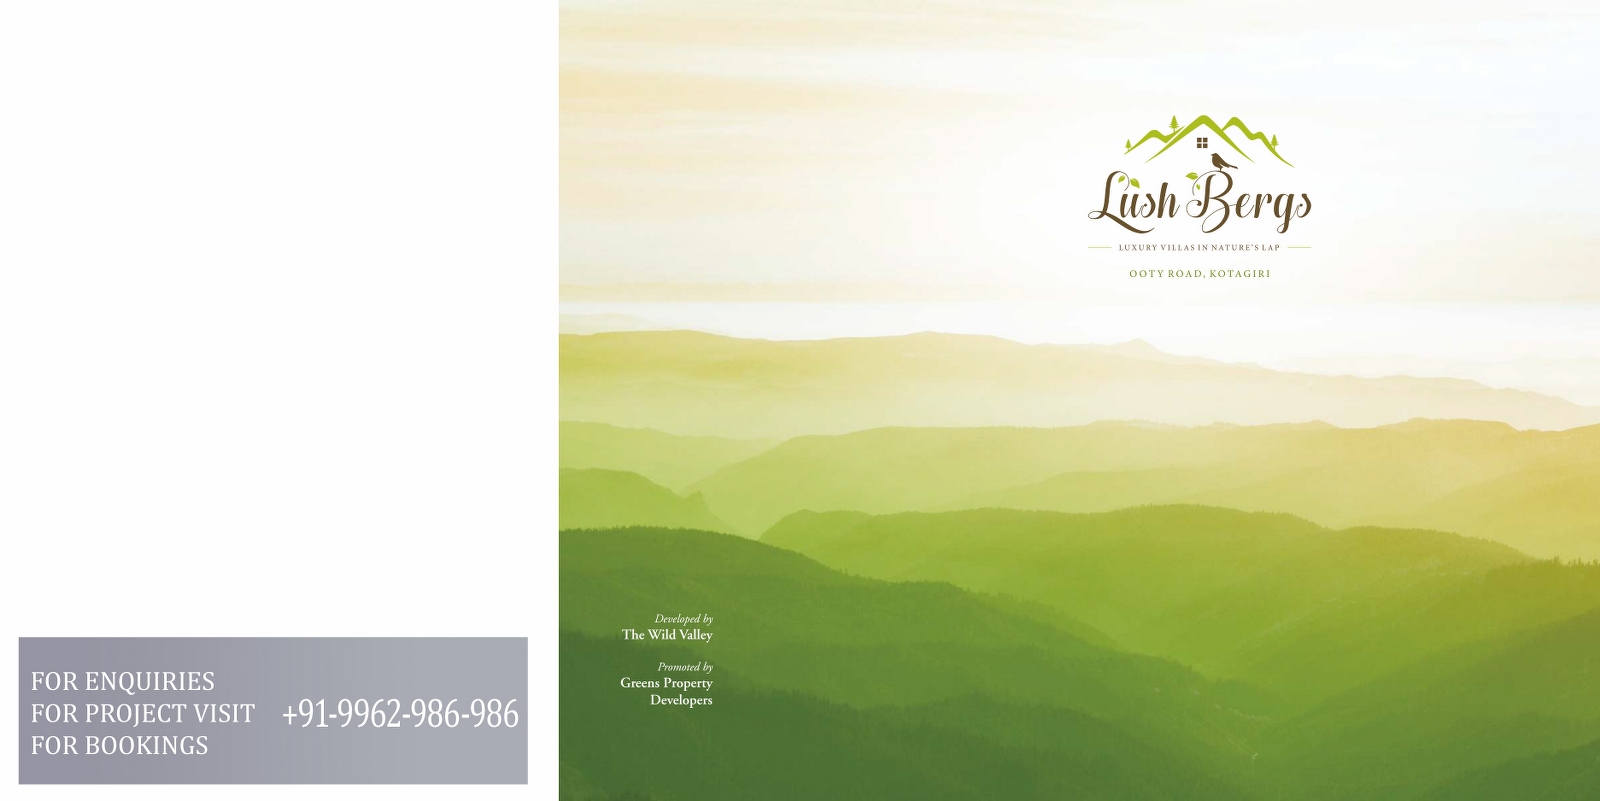 Lush Bergs
LUXURY VILLAS IN NATURE'S LAP
OOTY ROAD, KOTAGIRI
Developed by
The Wild Valley
Promoted by
Greens Property
Developers
FOR ENQUIRIES
FOR PROJECT VISIT
FOR BOOKINGS
+91-9962-986-986